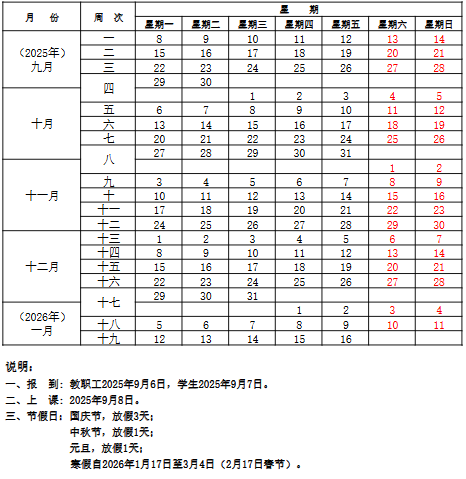 月 份 周 次 星 期
星期一 星期二 星期三 星期四 星期五 星期六 星期日
（2025年）
九月
一 8 9 10 11 12 13 14
二 15 16 17 18 19 20 21
三 22 23 24 25 26 27 28
四 29 30
十月
1 2 3 4 5
五 6 7 8 9 10 11 12
六 13 14 15 16 17 18 19
七 20 21 22 23 24 25 26
八 27 28 29 30 31
十一月
1 2
九 3 4 5 6 7 8 9
十 10 11 12 13 14 15 16
十一 17 18 19 20 21 22 23
十二 24 25 26 27 28 29 30
十二月
十三 1 2 3 4 5 6 7
十四 8 9 10 11 12 13 14
十五 15 16 17 18 19 20 21
十六 22 23 24 25 26 27 28
十七 29 30 31
（2026年）
一月
1 2 3 4
十八 5 6 7 8 9 10 11
十九 12 13 14 15 16
说明：
一、报 到：教职工2025年9月6日，学生2025年9月7日。
二、上 课：2025年9月8日。
三、节假日：国庆节，放假3天；
中秋节，放假1天；
元旦，放假1天；
寒假自2026年1月17日至3月4日（2月17日春节）。